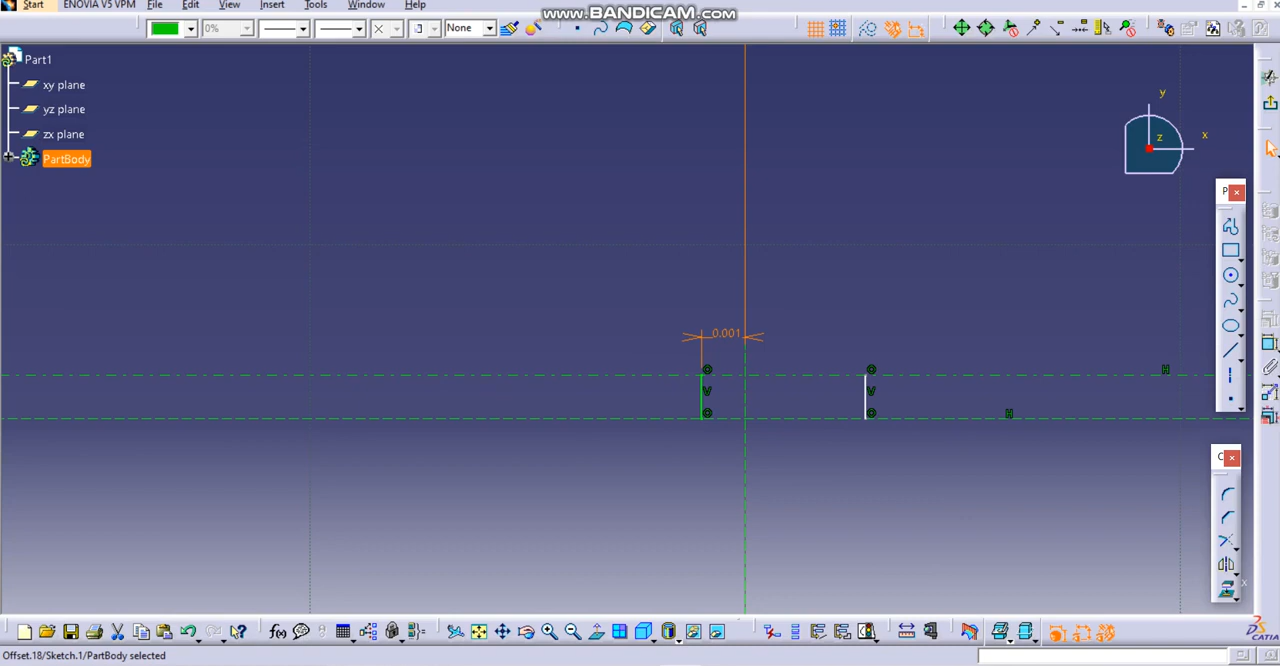 Start ENOVIA V5 VPM File Edit View Insert Tools Window Help
www.BANDICAM.com
0% None
Part1
xy plane
yz plane
zx plane
PartBody
y
x
z
P...
0.001
H
V
V
H
C
x
Offset.18/Sketch.1/PartBody selected
CATIA